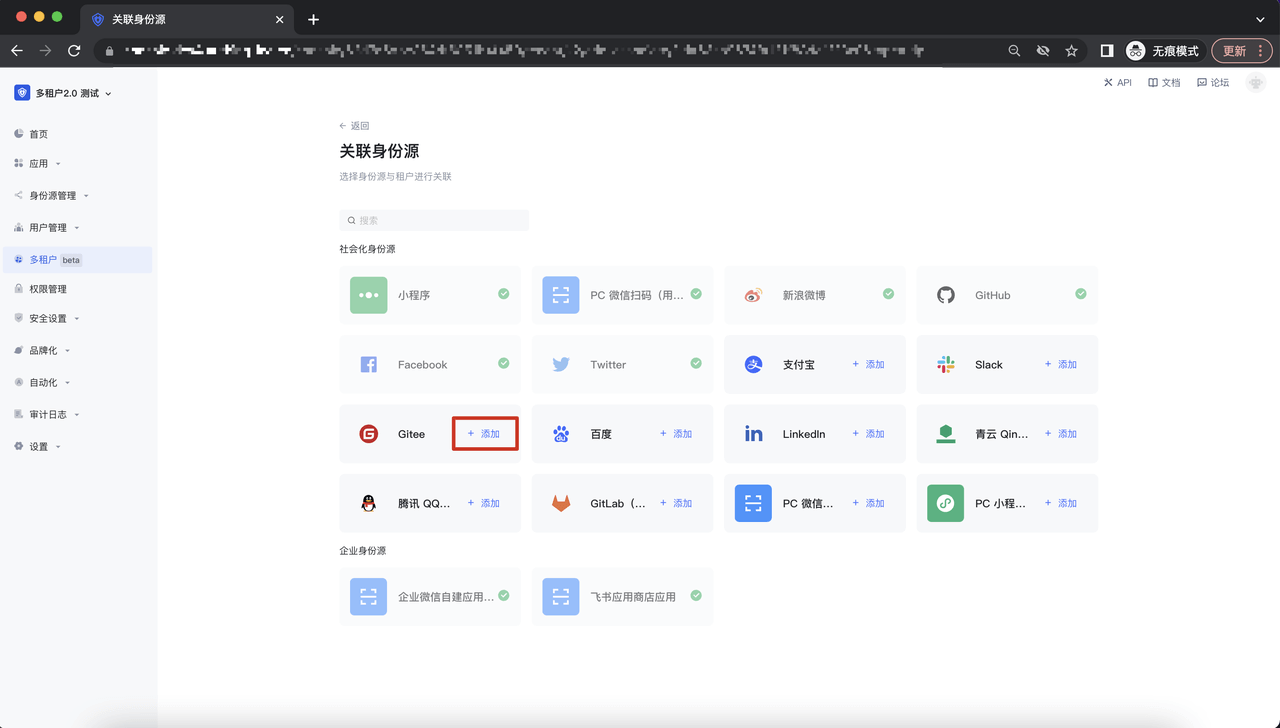 关联身份源
无痕模式
更新
多租户2.0 测试
API
文档
论坛
首页
应用
身份源管理
用户管理
多租户 beta
权限管理
安全设置
品牌化
自动化
审计日志
设置
← 返回
关联身份源
选择身份源与租户进行关联
搜索
社会化身份源
小程序
PC 微信扫码（用...
新浪微博
GitHub
Facebook
Twitter
支付宝 + 添加
Slack + 添加
Gitee + 添加
百度 + 添加
LinkedIn + 添加
青云 Qin... + 添加
腾讯 QQ... + 添加
GitLab（... + 添加
PC 微信... + 添加
PC 小程... + 添加
企业身份源
企业微信自建应用...
飞书应用商店应用